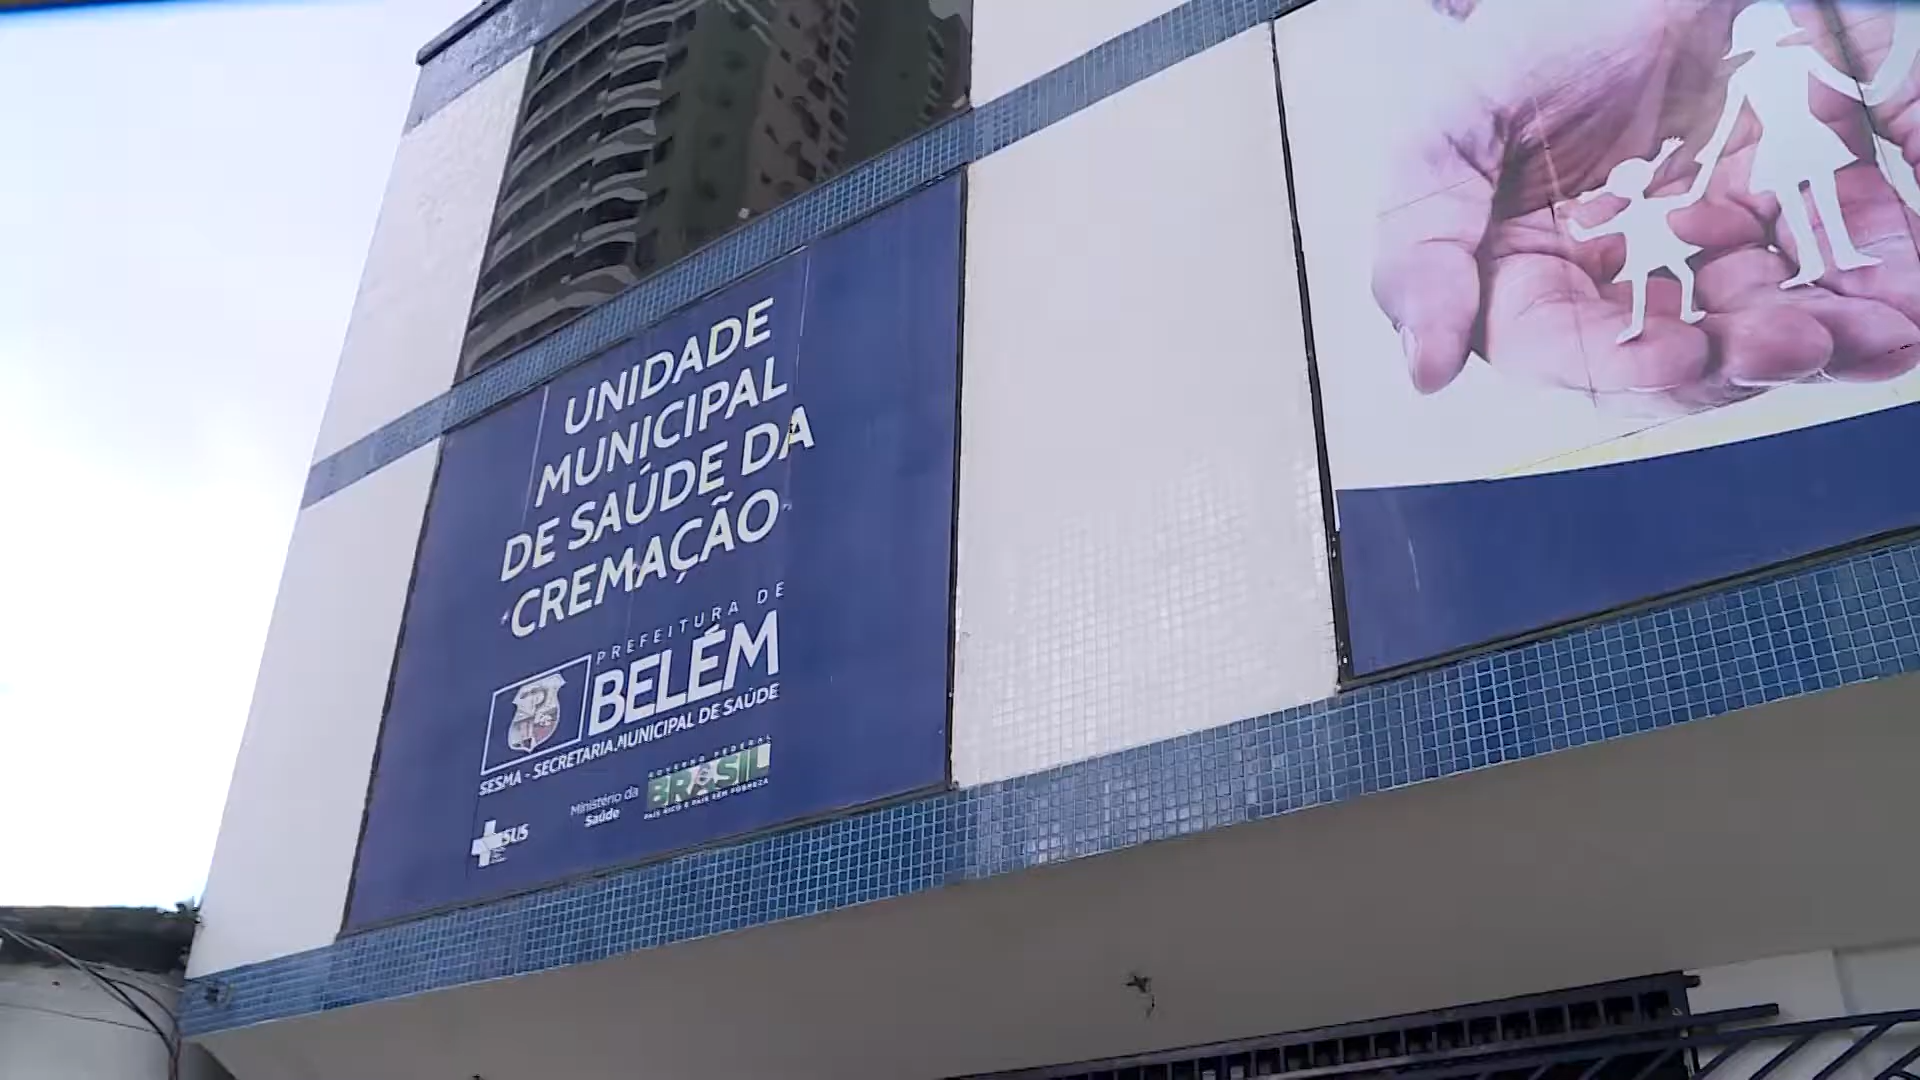 UNIDADE
MUNICIPAL
DE SAÚDE DA
CREMAÇÃO
PREFEITURA DE
BELÉM
SESMA - SECRETARIA MUNICIPAL DE SAÚDE
SUS
Ministério da
Saúde
GOVERNO FEDERAL
BRASIL
PAÍS RICO É PAÍS SEM POBREZA